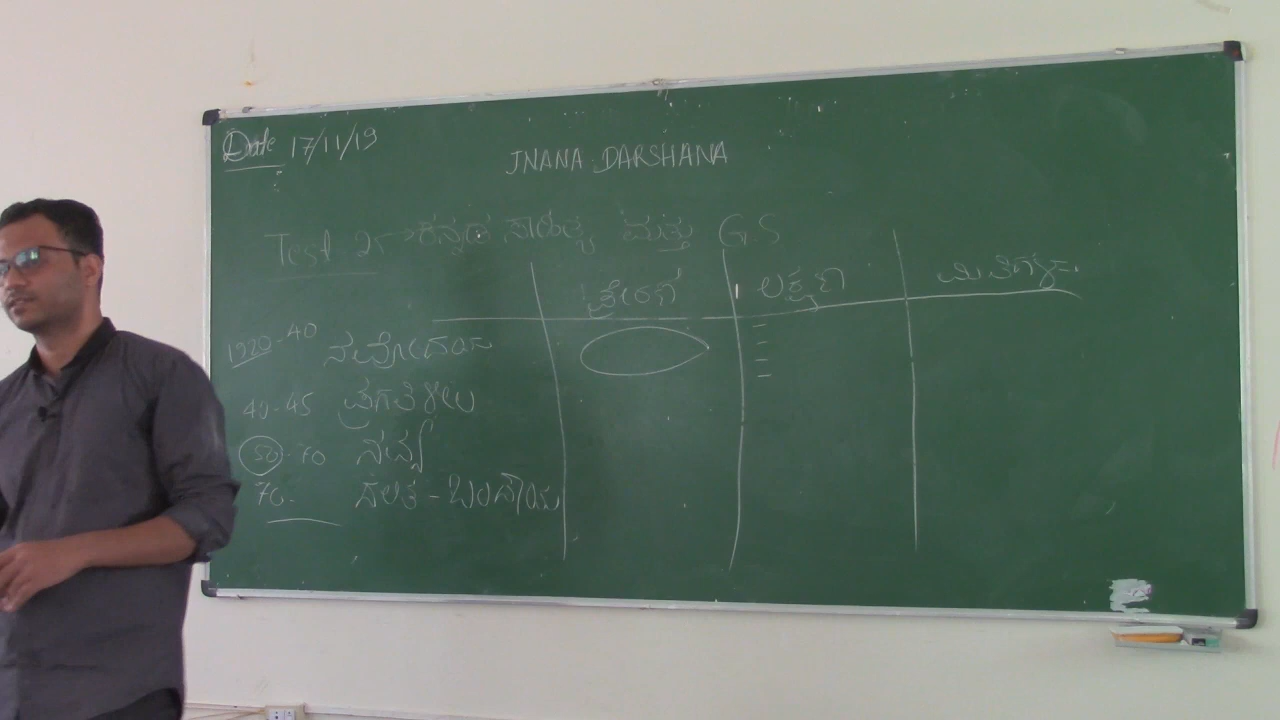 Date 17/11/19
JNANA DARSHANA
Test 25 → ಕನ್ನಡ ಸಾಹಿತ್ಯ ಮತ್ತು G.S
ಪ್ರೇರಣೆ ಲಕ್ಷಣ ಮಿತಿಗಳು
1920-40 ನವೋದಯ
40-45 ಪ್ರಗತಿಶೀಲ
50-70 ನವ್ಯ
70- ದಲಿತ - ಬಂಡಾಯ